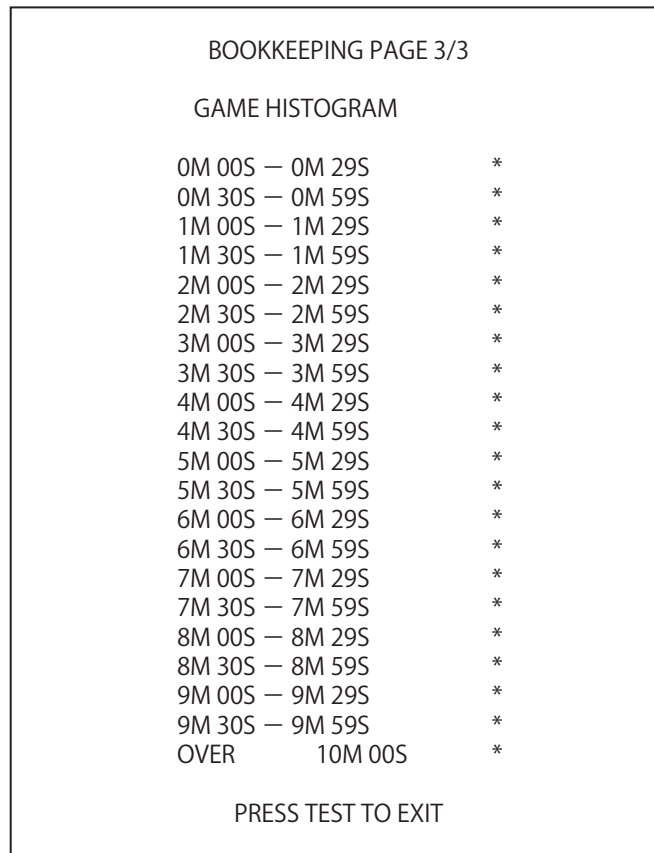 BOOKKEEPING PAGE 3/3
GAME HISTOGRAM
0M 00S － 0M 29S *
0M 30S － 0M 59S *
1M 00S － 1M 29S *
1M 30S － 1M 59S *
2M 00S － 2M 29S *
2M 30S － 2M 59S *
3M 00S － 3M 29S *
3M 30S － 3M 59S *
4M 00S － 4M 29S *
4M 30S － 4M 59S *
5M 00S － 5M 29S *
5M 30S － 5M 59S *
6M 00S － 6M 29S *
6M 30S － 6M 59S *
7M 00S － 7M 29S *
7M 30S － 7M 59S *
8M 00S － 8M 29S *
8M 30S － 8M 59S *
9M 00S － 9M 29S *
9M 30S － 9M 59S *
OVER 10M 00S *
PRESS TEST TO EXIT